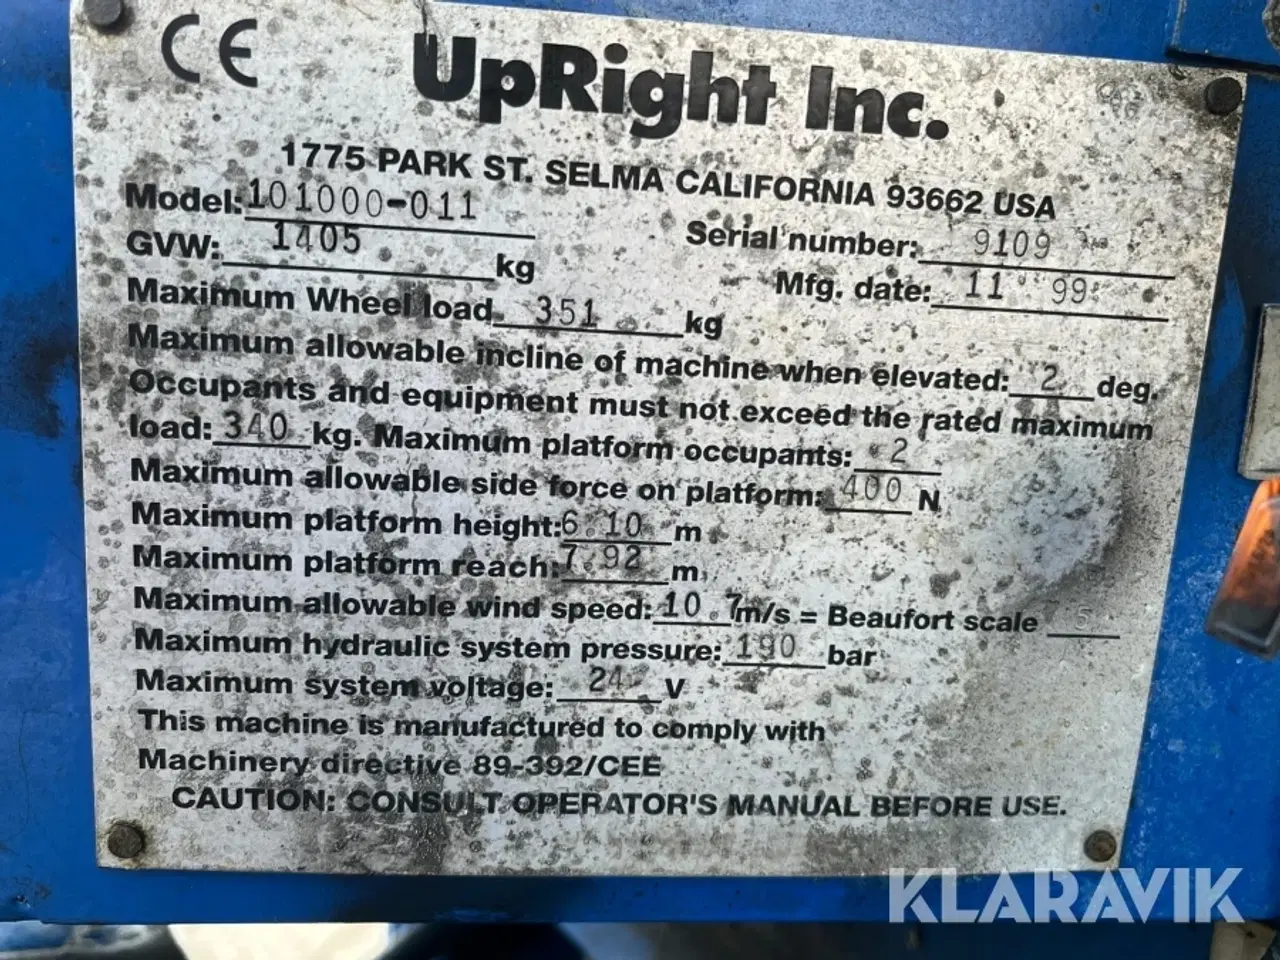 CE
UpRight Inc.
1775 PARK ST. SELMA CALIFORNIA 93662 USA
Model: 101000-011
Serial number: 9109
GVW: 1405 kg
Mfg. date: 11 99
Maximum Wheel load 351 kg
Maximum allowable incline of machine when elevated: 2 deg.
Occupants and equipment must not exceed the rated maximum
load: 340 kg. Maximum platform occupants: 2
Maximum allowable side force on platform: 400 N
Maximum platform height: 6.10 m
Maximum platform reach: 7.92 m
Maximum allowable wind speed: 10.7 m/s = Beaufort scale 5
Maximum hydraulic system pressure: 190 bar
Maximum system voltage: 24 V
This machine is manufactured to comply with
Machinery directive 89-392/CEE
CAUTION: CONSULT OPERATOR'S MANUAL BEFORE USE.
KLARAVIK